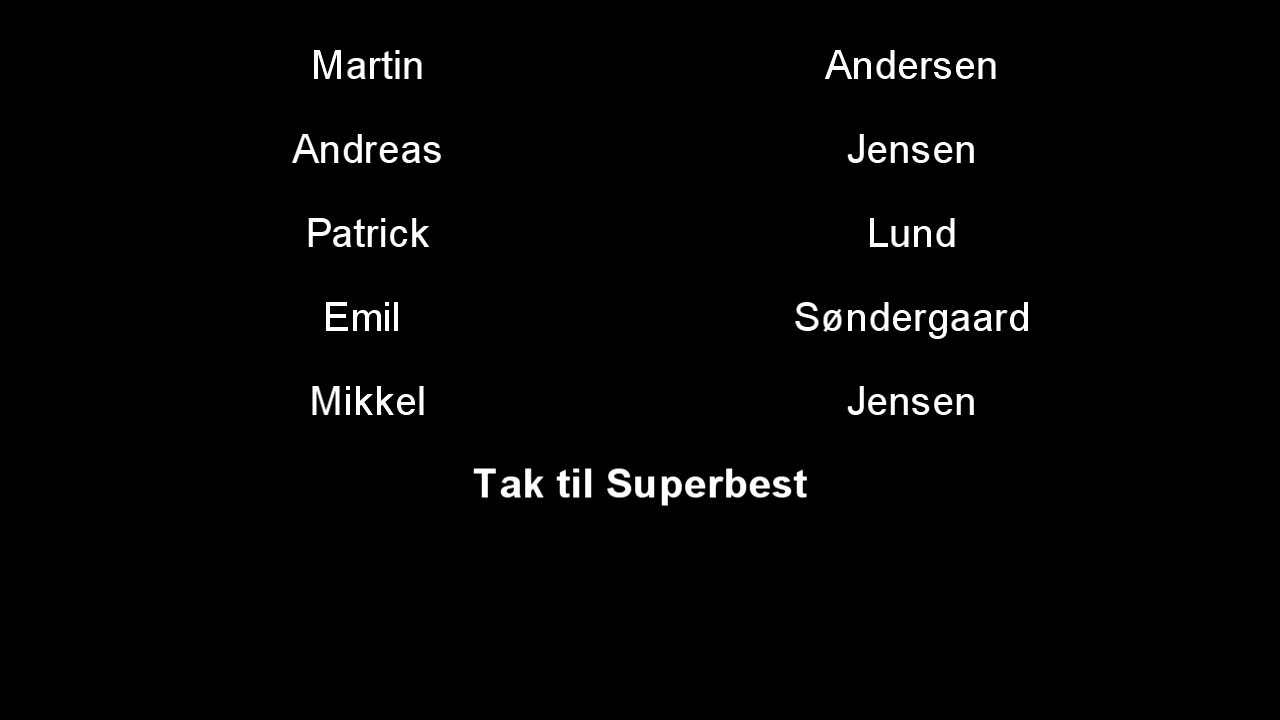 Martin Andersen
Andreas Jensen
Patrick Lund
Emil Søndergaard
Mikkel Jensen
Tak til Superbest